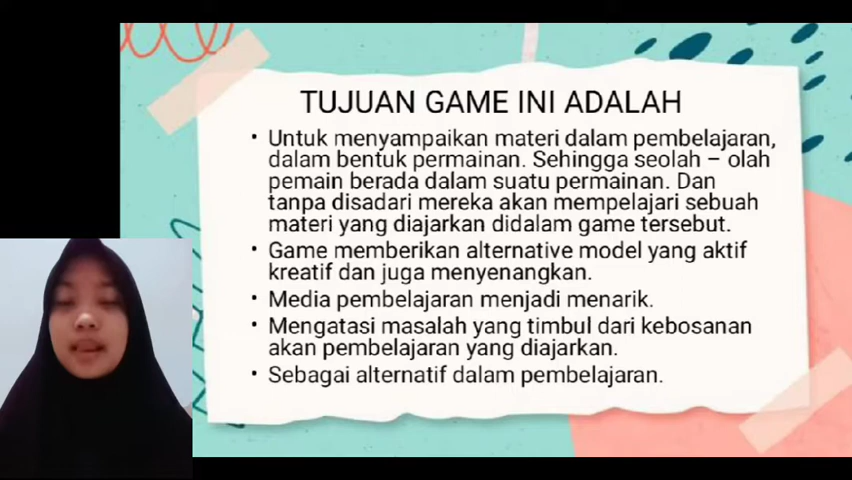 TUJUAN GAME INI ADALAH
• Untuk menyampaikan materi dalam pembelajaran,
dalam bentuk permainan. Sehingga seolah – olah
pemain berada dalam suatu permainan. Dan
tanpa disadari mereka akan mempelajari sebuah
materi yang diajarkan didalam game tersebut.
• Game memberikan alternative model yang aktif
kreatif dan juga menyenangkan.
• Media pembelajaran menjadi menarik.
• Mengatasi masalah yang timbul dari kebosanan
akan pembelajaran yang diajarkan.
• Sebagai alternatif dalam pembelajaran.